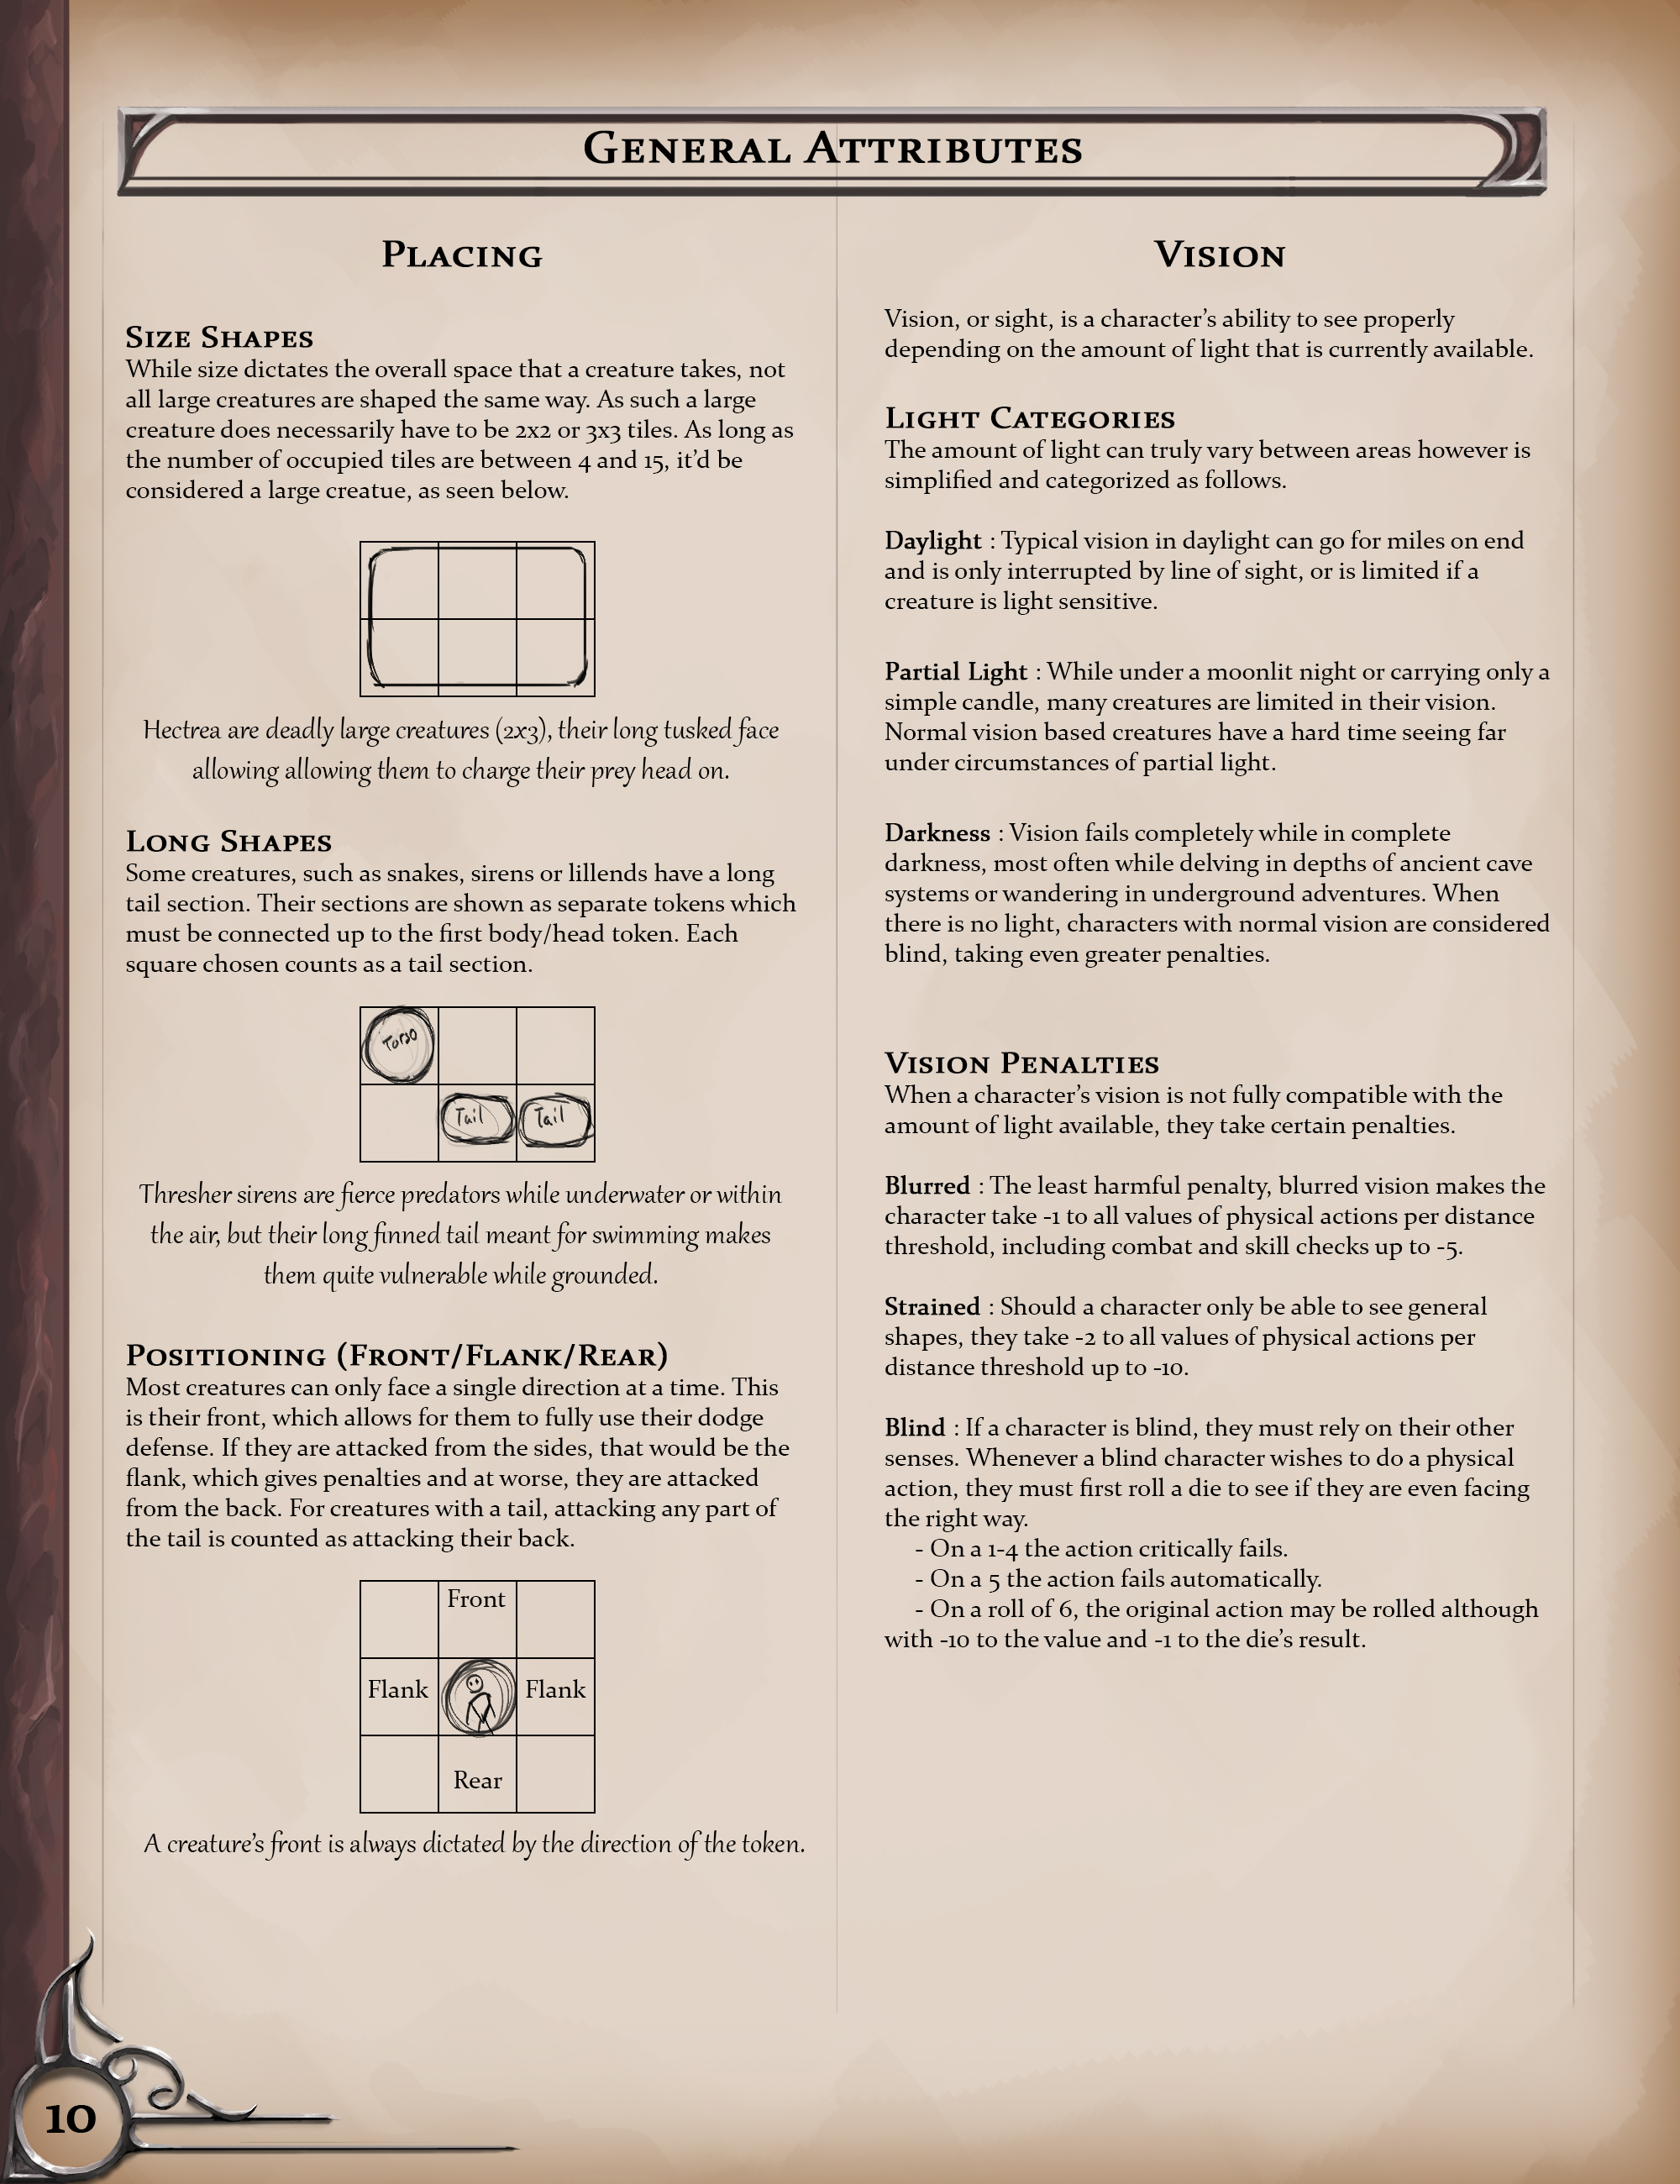 General Attributes
Placing
Size Shapes
While size dictates the overall space that a creature takes, not
all large creatures are shaped the same way. As such a large
creature does necessarily have to be 2x2 or 3x3 tiles. As long as
the number of occupied tiles are between 4 and 15, it'd be
considered a large creatue, as seen below.
Hectrea are deadly large creatures (2x3), their long tusked face
allowing allowing them to charge their prey head on.
Long Shapes
Some creatures, such as snakes, sirens or lillends have a long
tail section. Their sections are shown as separate tokens which
must be connected up to the first body/head token. Each
square chosen counts as a tail section.
Torso
Tail Tail
Thresher sirens are fierce predators while underwater or within
the air, but their long finned tail meant for swimming makes
them quite vulnerable while grounded.
Positioning (Front/Flank/Rear)
Most creatures can only face a single direction at a time. This
is their front, which allows for them to fully use their dodge
defense. If they are attacked from the sides, that would be the
flank, which gives penalties and at worse, they are attacked
from the back. For creatures with a tail, attacking any part of
the tail is counted as attacking their back.
Front
Flank Flank
Rear
A creature's front is always dictated by the direction of the token.
Vision
Vision, or sight, is a character's ability to see properly
depending on the amount of light that is currently available.
Light Categories
The amount of light can truly vary between areas however is
simplified and categorized as follows.
Daylight : Typical vision in daylight can go for miles on end
and is only interrupted by line of sight, or is limited if a
creature is light sensitive.
Partial Light : While under a moonlit night or carrying only a
simple candle, many creatures are limited in their vision.
Normal vision based creatures have a hard time seeing far
under circumstances of partial light.
Darkness : Vision fails completely while in complete
darkness, most often while delving in depths of ancient cave
systems or wandering in underground adventures. When
there is no light, characters with normal vision are considered
blind, taking even greater penalties.
Vision Penalties
When a character's vision is not fully compatible with the
amount of light available, they take certain penalties.
Blurred : The least harmful penalty, blurred vision makes the
character take -1 to all values of physical actions per distance
threshold, including combat and skill checks up to -5.
Strained : Should a character only be able to see general
shapes, they take -2 to all values of physical actions per
distance threshold up to -10.
Blind : If a character is blind, they must rely on their other
senses. Whenever a blind character wishes to do a physical
action, they must first roll a die to see if they are even facing
the right way.
- On a 1-4 the action critically fails.
- On a 5 the action fails automatically.
- On a roll of 6, the original action may be rolled although
with -10 to the value and -1 to the die's result.
10